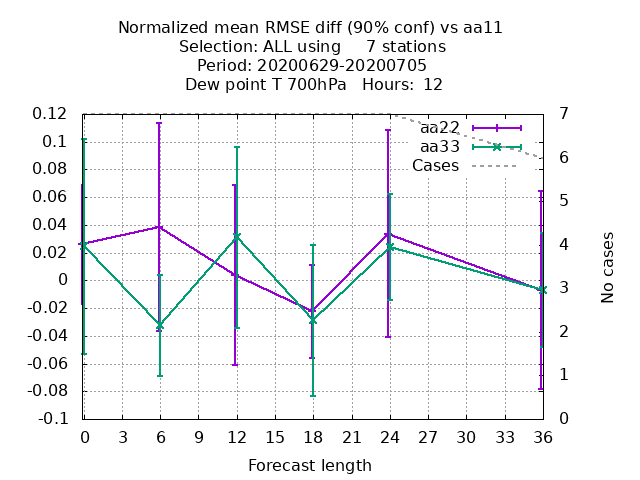 Normalized mean RMSE diff (90% conf) vs aa11
Selection: ALL using     7 stations
Period: 20200629-20200705
Dew point T 700hPa   Hours:  12
0.12
0.1
0.08
0.06
0.04
0.02
0
-0.02
-0.04
-0.06
-0.08
-0.1
aa22
aa33
Cases
7
6
5
4
3
2
1
0
No cases
0 3 6 9 12 15 18 21 24 27 30 33 36
Forecast length